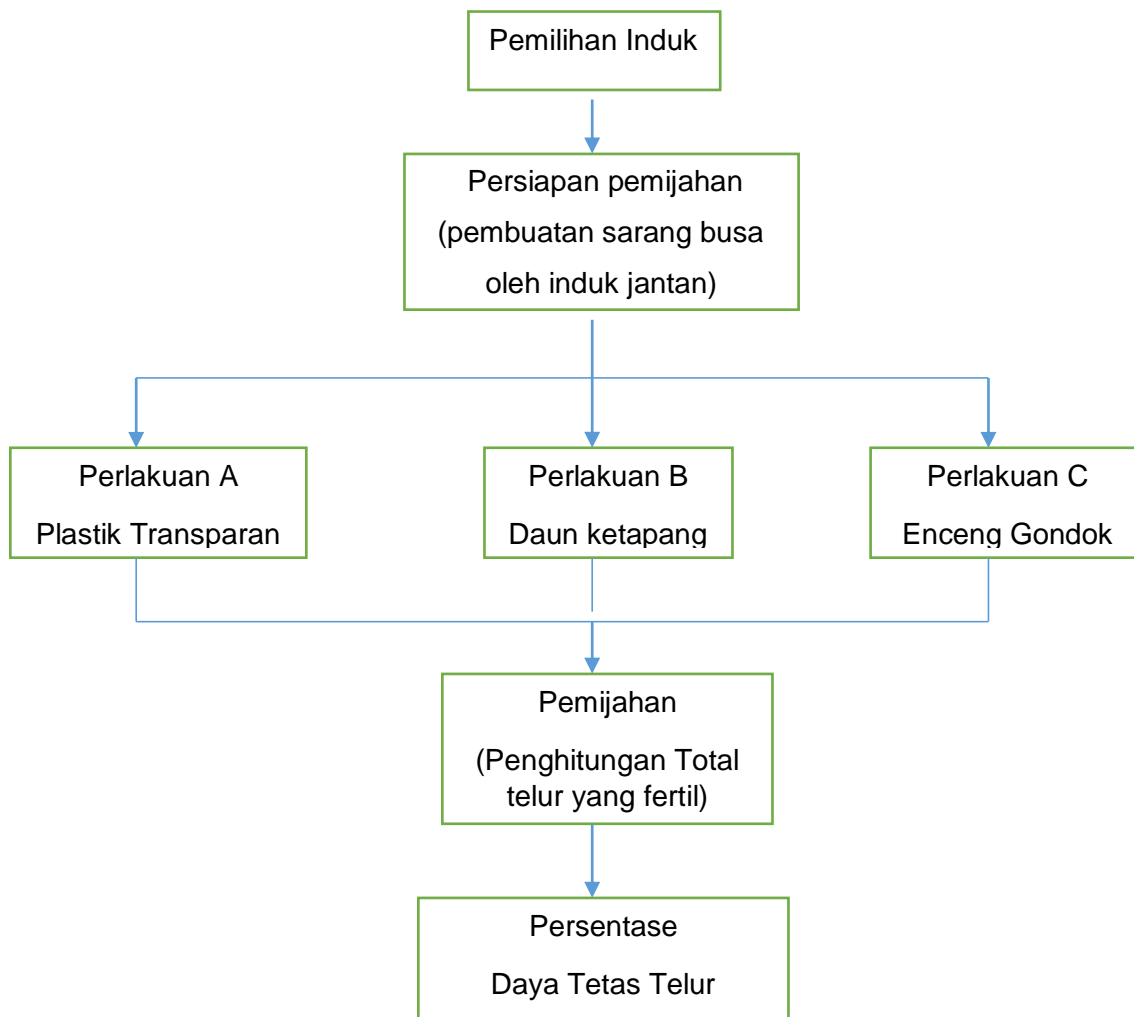 Pemilihan Induk
Persiapan pemijahan
(pembuatan sarang busa
oleh induk jantan)
Perlakuan A
Plastik Transparan
Perlakuan B
Daun ketapang
Perlakuan C
Enceng Gondok
Pemijahan
(Penghitungan Total
telur yang fertil)
Persentase
Daya Tetas Telur